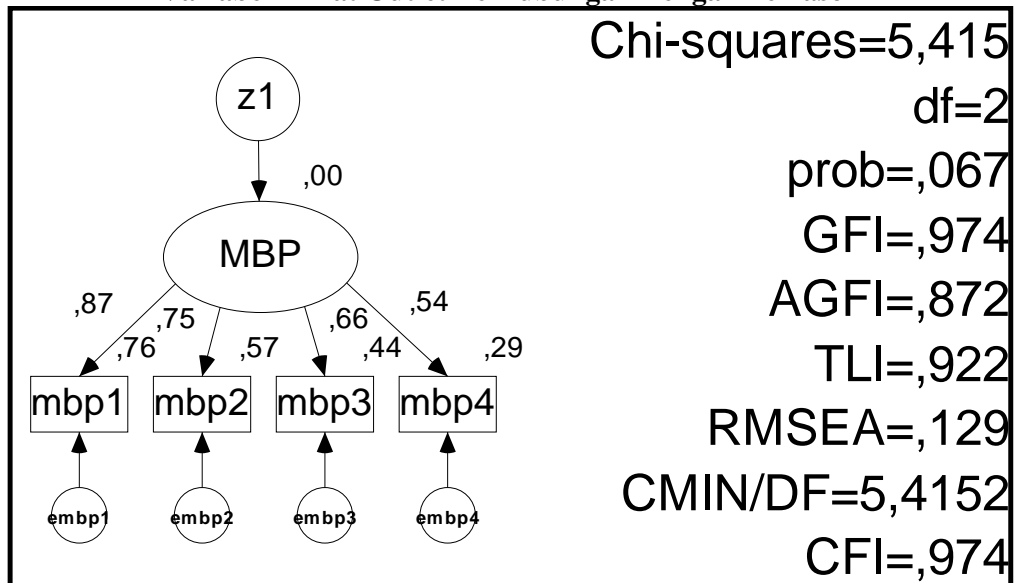 z1
,00
MBP
,87
,75
,66
,54
,76
,57
,44
,29
mbp1
mbp2
mbp3
mbp4
embp1
embp2
embp3
embp4
Chi-squares=5,415
df=2
prob=,067
GFI=,974
AGFI=,872
TLI=,922
RMSEA=,129
CMIN/DF=5,4152
CFI=,974